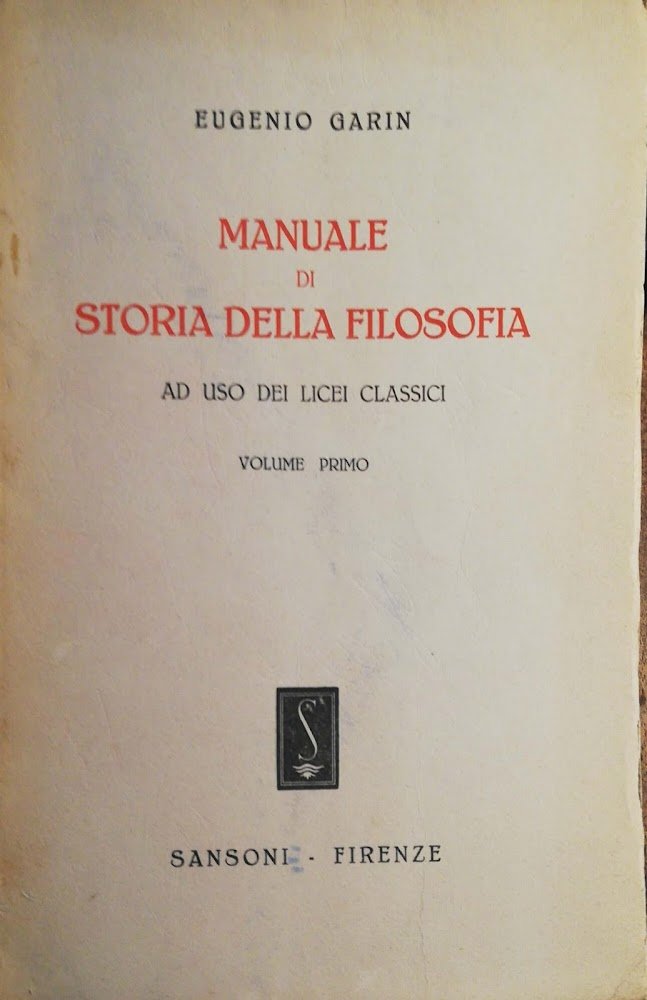 EUGENIO GARIN
MANUALE
DI
STORIA DELLA FILOSOFIA
AD USO DEI LICEI CLASSICI
VOLUME PRIMO
S
SANSONI - FIRENZE